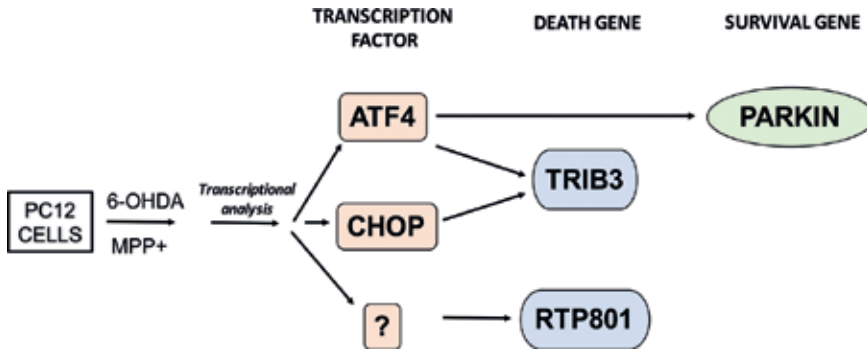 TRANSCRIPTION
FACTOR
DEATH GENE
SURVIVAL GENE
ATF4
PARKIN
TRIB3
PC12
CELLS
6-OHDA
MPP+
Transcriptional
analysis
CHOP
?
RTP801